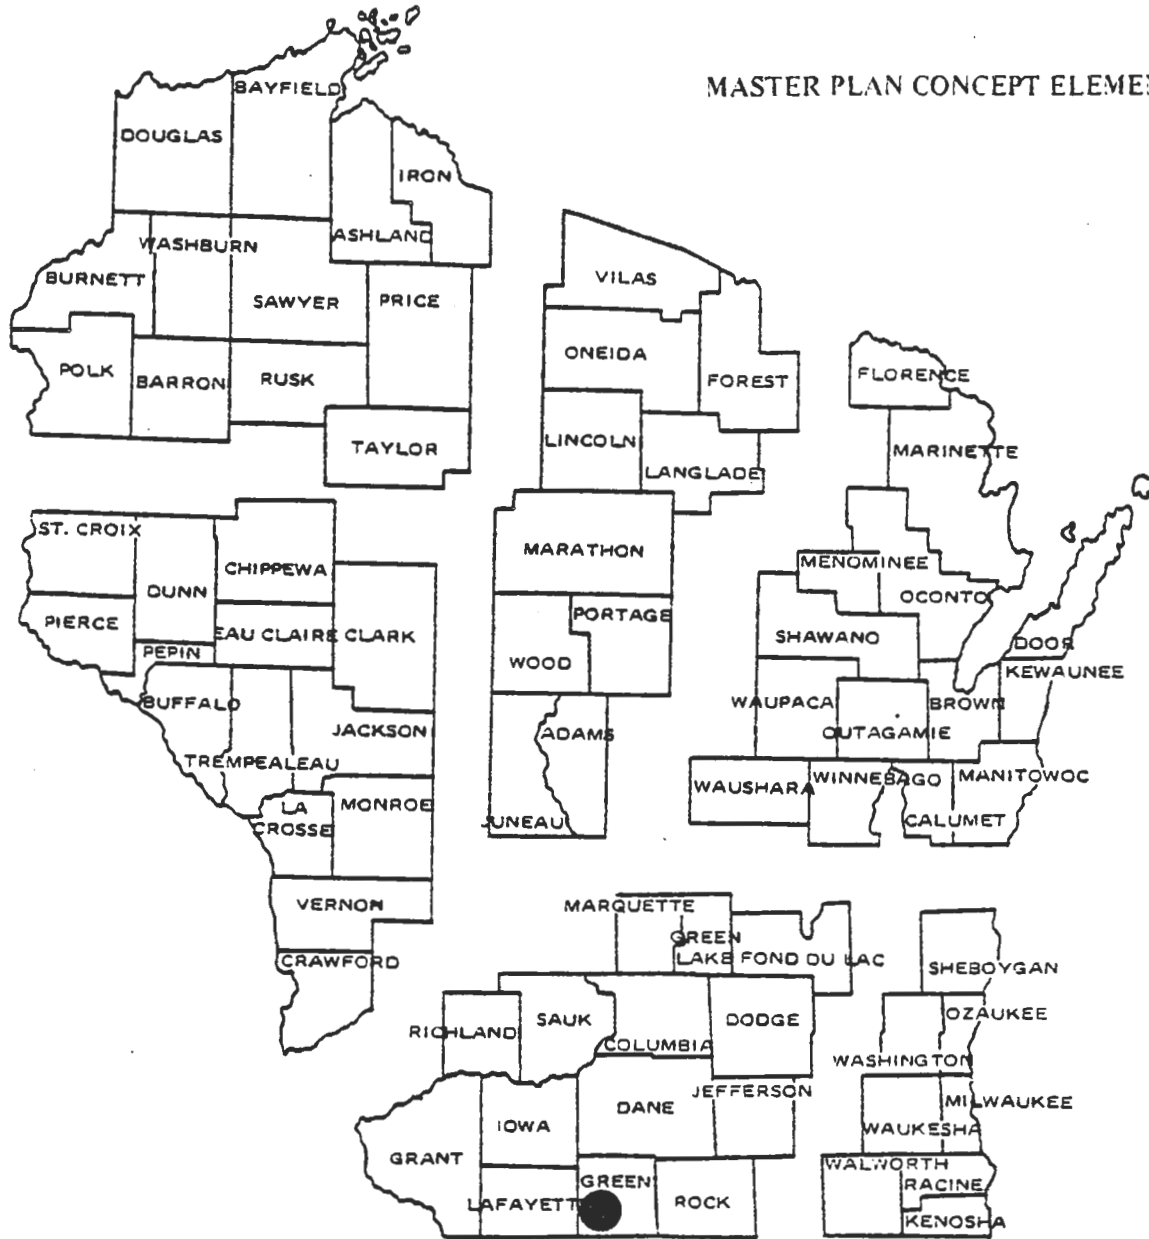 MASTER PLAN CONCEPT ELEME
BAYFIELD
DOUGLAS
IRON
ASHLAND
WASHBURN
BURNETT
SAWYER
PRICE
VILAS
POLK
BARRON
RUSK
ONEIDA
FOREST
FLORENCE
TAYLOR
LINCOLN
LANGLADE
MARINETTE
ST. CROIX
CHIPPEWA
DUNN
MARATHON
MENOMINEE
OCONTO
PIERCE
EAU CLAIRE
CLARK
PORTAGE
SHAWANO
DOOR
PEPIN
WOOD
KEWAUNEE
BUFFALO
WAUPACA
BROWN
JACKSON
ADAMS
OUTAGAMIE
TREMPEALEAU
WAUSHARA
WINNEBAGO
MANITOWOC
LA
CROSSE
MONROE
JUNEAU
CALUMET
VERNON
MARQUETTE
GREEN
LAKE
FOND DU LAC
CRAWFORD
SHEBOYGAN
RICHLAND
SAUK
COLUMBIA
DODGE
OZAUKEE
WASHINGTON
JEFFERSON
DANE
IOWA
MILWAUKEE
WAUKESHA
GRANT
WALWORTH
GREEN
RACINE
LAFAYETT
ROCK
KENOSHA